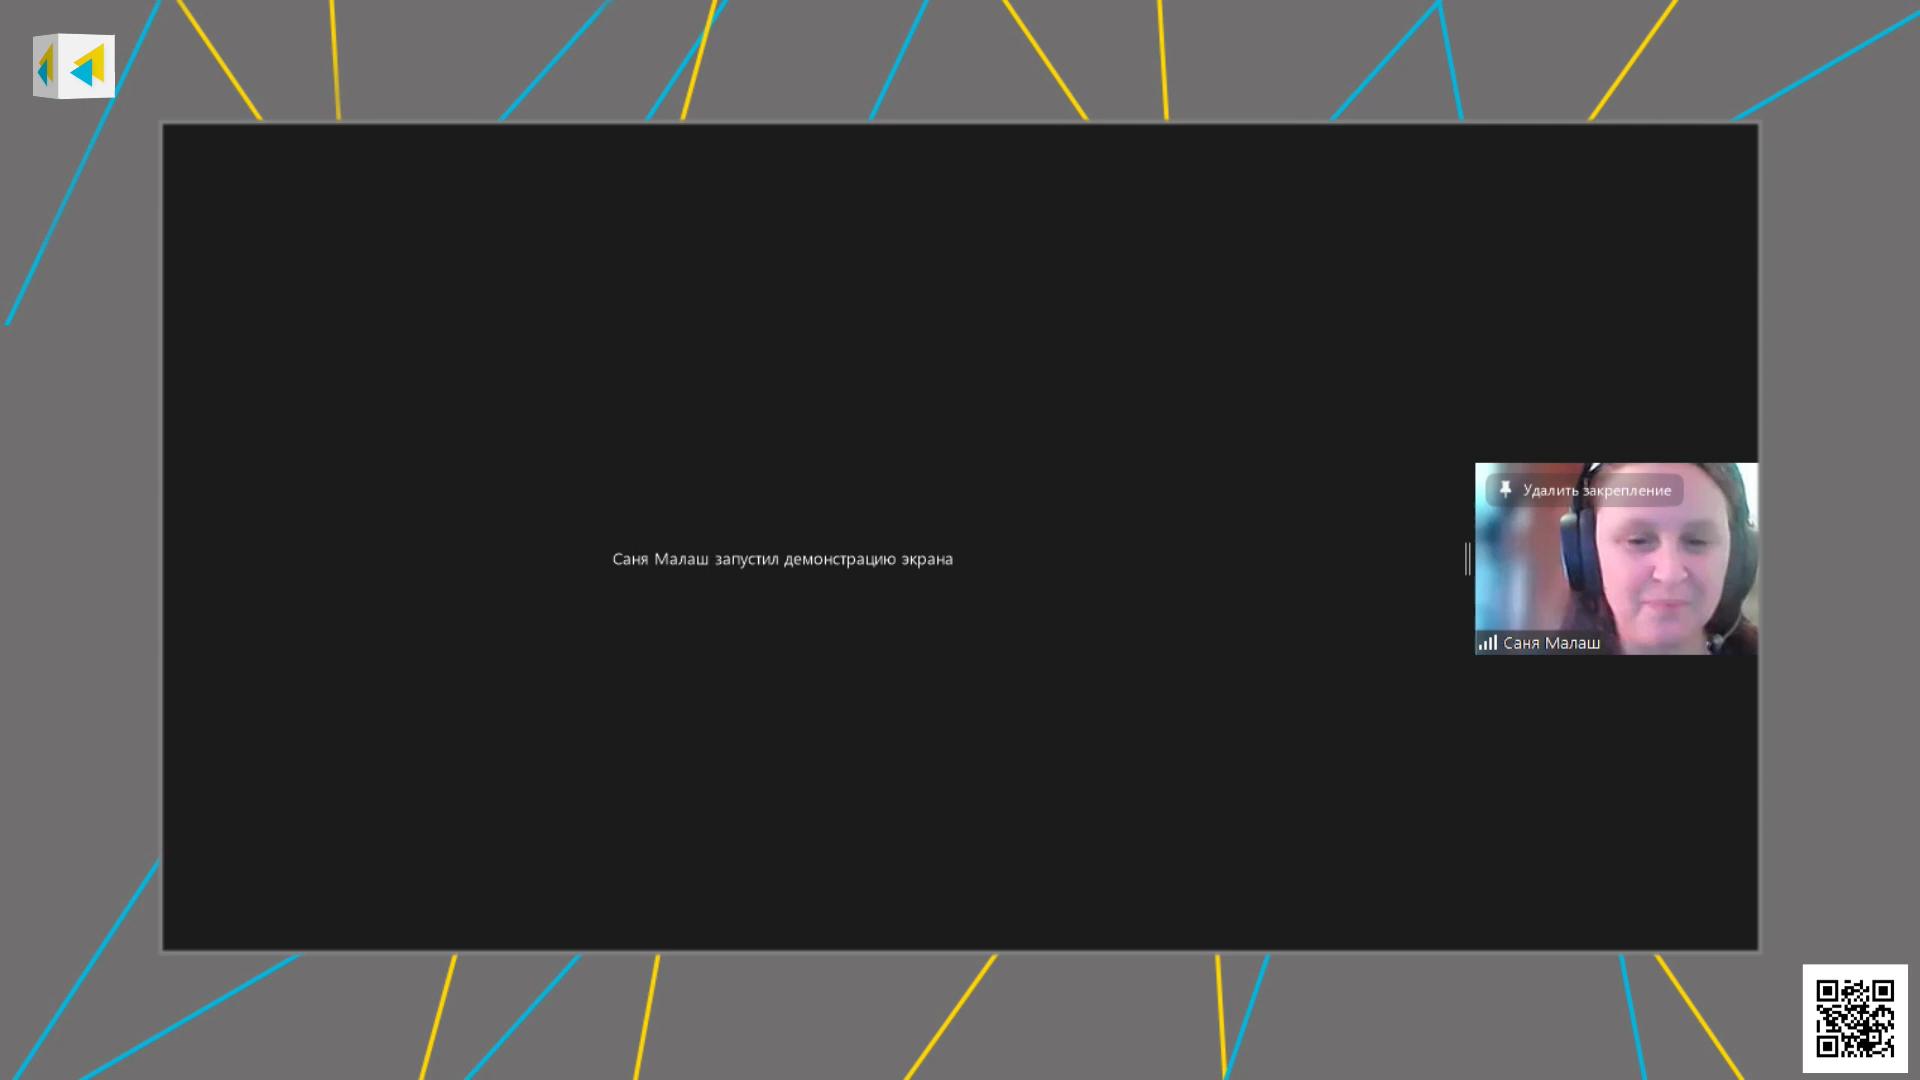 Удалить закрепление
Саня Малаш запустил демонстрацию экрана
Саня Малаш